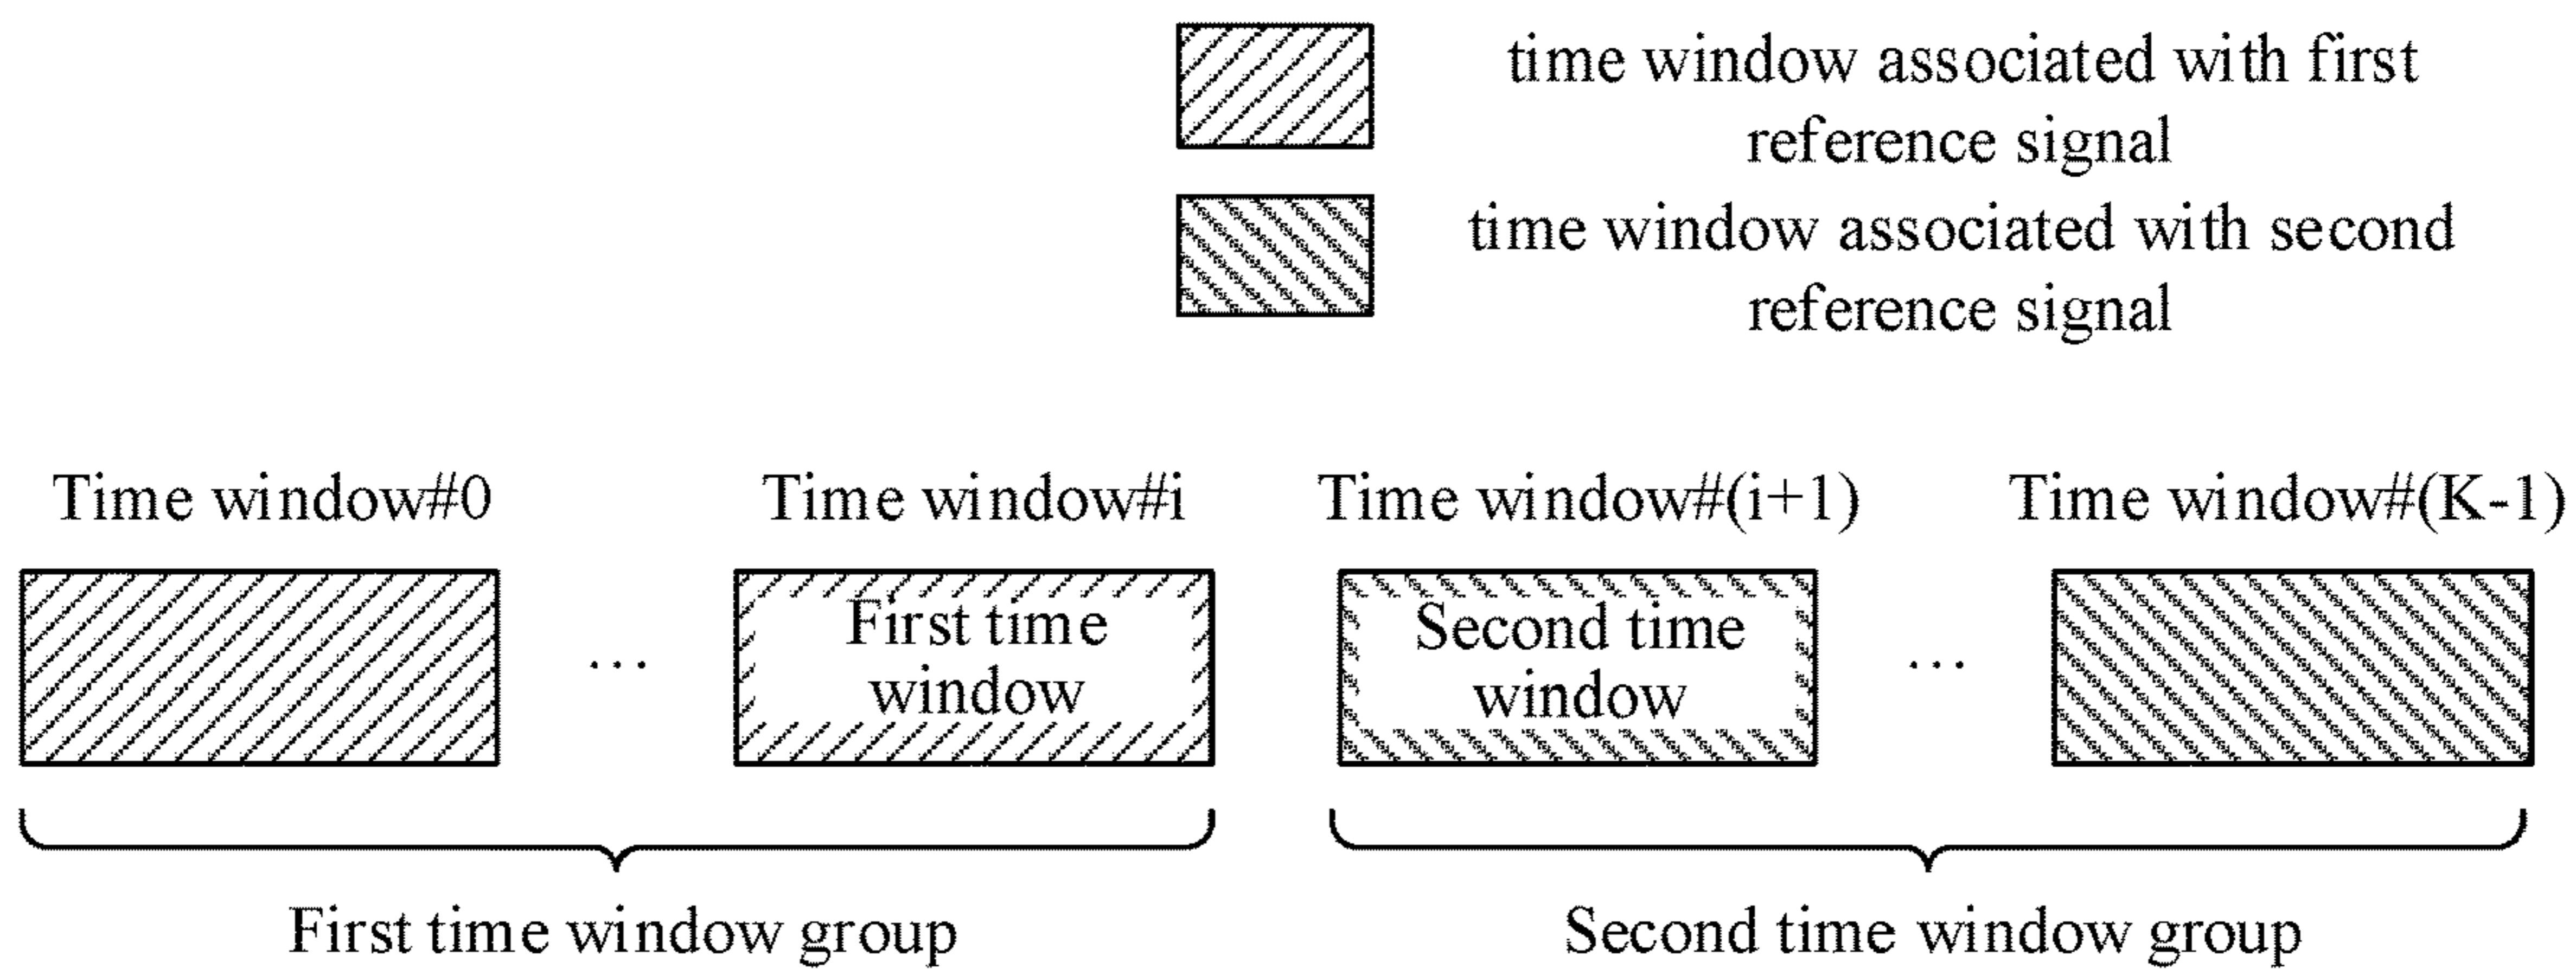 time window associated with first
reference signal
time window associated with second
reference signal
Time window#0
Time window#i
Time window#(i+1)
Time window#(K-1)
First time
window
...
Second time
window
...
First time window group
Second time window group